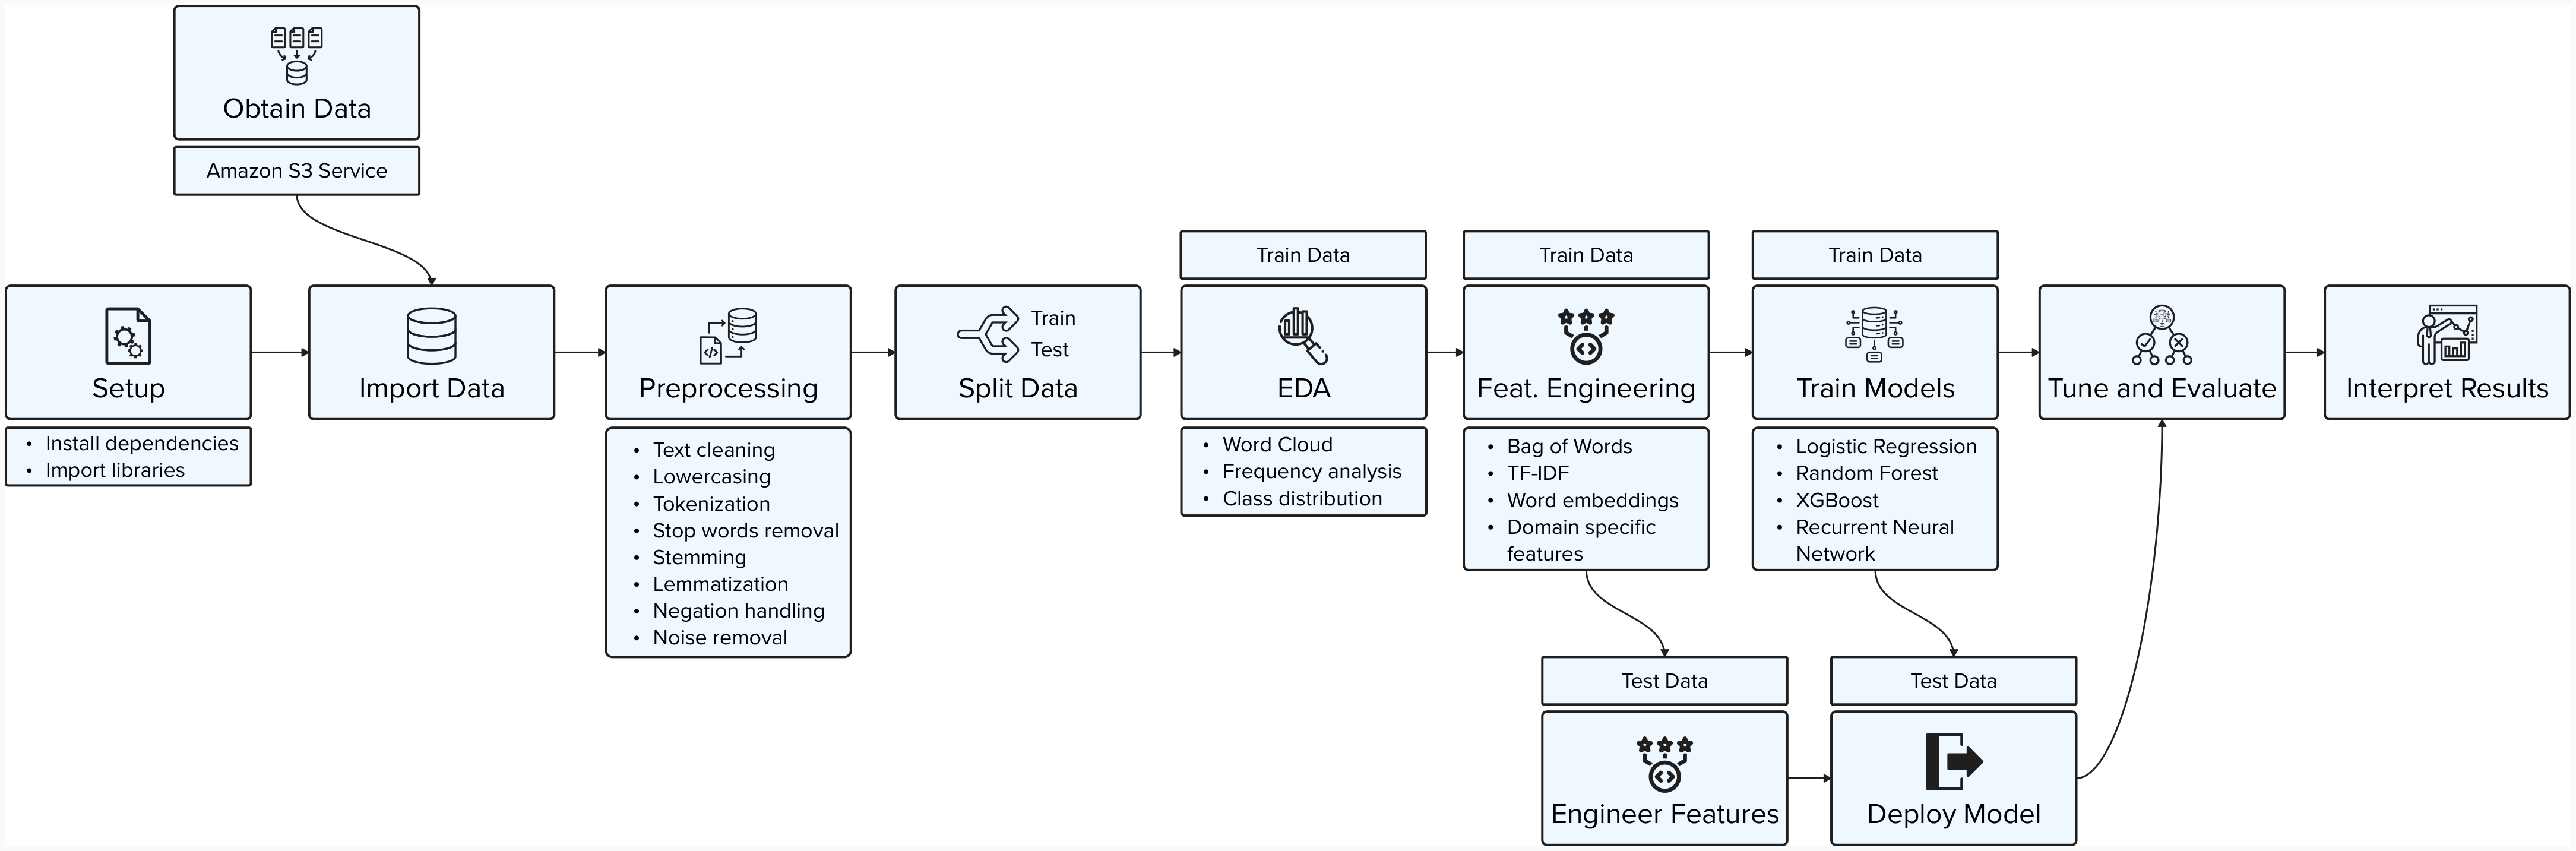 Obtain Data
Amazon S3 Service
Setup
• Install dependencies
• Import libraries
Import Data
Preprocessing
• Text cleaning
• Lowercasing
• Tokenization
• Stop words removal
• Stemming
• Lemmatization
• Negation handling
• Noise removal
Train
Test
Split Data
Train Data
EDA
• Word Cloud
• Frequency analysis
• Class distribution
Train Data
Feat. Engineering
• Bag of Words
• TF-IDF
• Word embeddings
• Domain specific
features
Train Data
Train Models
• Logistic Regression
• Random Forest
• XGBoost
• Recurrent Neural
Network
Test Data
Engineer Features
Test Data
Deploy Model
Tune and Evaluate
Interpret Results